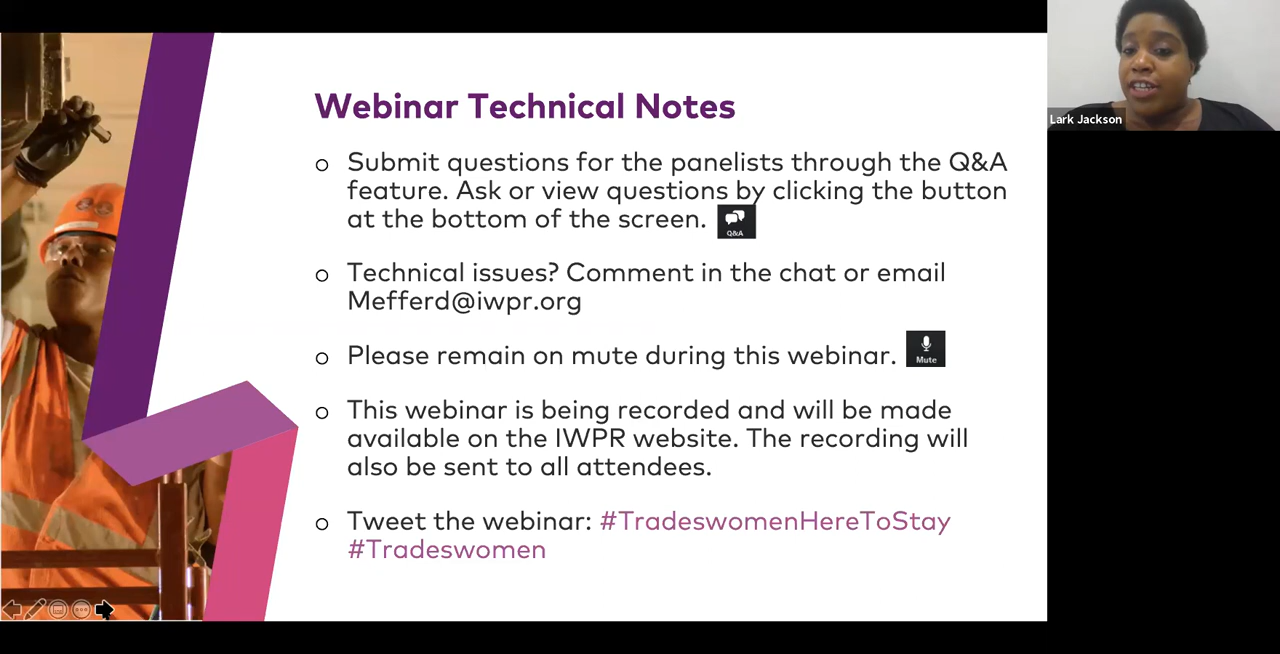 Webinar Technical Notes
Submit questions for the panelists through the Q&A
feature. Ask or view questions by clicking the button
at the bottom of the screen.
Q&A
Technical issues? Comment in the chat or email
Mefferd@iwpr.org
Please remain on mute during this webinar.
Mute
This webinar is being recorded and will be made
available on the IWPR website. The recording will
also be sent to all attendees.
Tweet the webinar: #TradeswomenHereToStay
#Tradeswomen
Lark Jackson